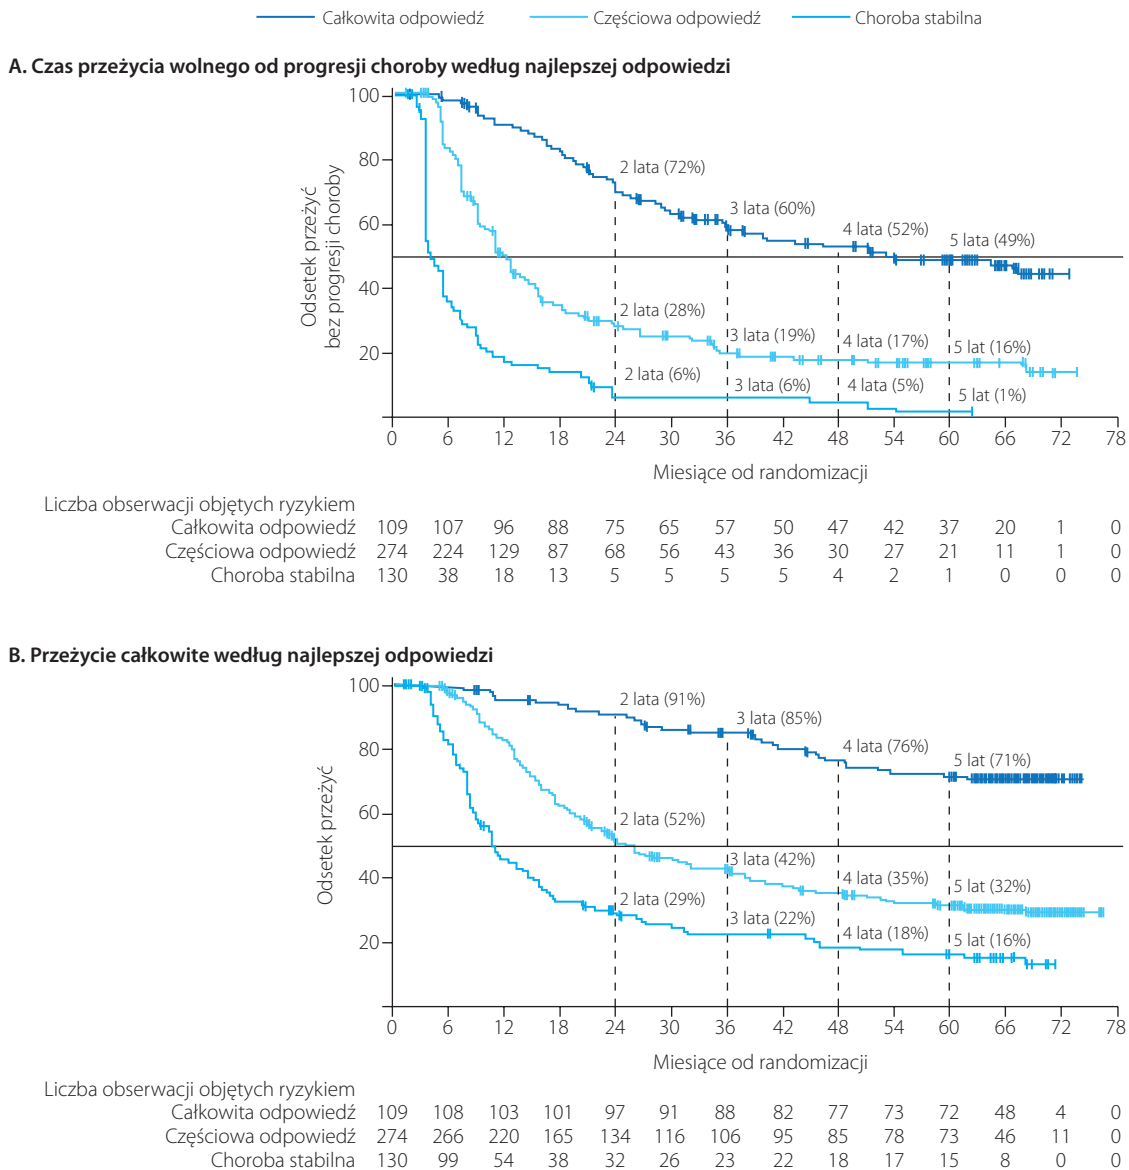 Całkowita odpowiedź Częściowa odpowiedź Choroba stabilna
A. Czas przeżycia wolnego od progresji choroby według najlepszej odpowiedzi
Odsetek przeżyć
bez progresji choroby
100
80
60
40
20
2 lata (72%)
3 lata (60%)
4 lata (52%)
5 lata (49%)
2 lata (28%)
3 lata (19%)
4 lata (17%)
5 lat (16%)
2 lata (6%)
3 lata (6%)
4 lata (5%)
5 lat (1%)
0 6 12 18 24 30 36 42 48 54 60 66 72 78
Miesiące od randomizacji
Liczba obserwacji objętych ryzykiem
Całkowita odpowiedź 109 107 96 88 75 65 57 50 47 42 37 20 1 0
Częściowa odpowiedź 274 224 129 87 68 56 43 36 30 27 21 11 1 0
Choroba stabilna 130 38 18 13 5 5 5 5 4 2 1 0 0 0
B. Przeżycie całkowite według najlepszej odpowiedzi
Odsetek przeżyć
100
80
60
40
20
2 lata (91%)
3 lata (85%)
4 lata (76%)
5 lat (71%)
2 lata (52%)
3 lata (42%)
4 lata (35%)
5 lat (32%)
2 lata (29%)
3 lata (22%)
4 lata (18%)
5 lat (16%)
0 6 12 18 24 30 36 42 48 54 60 66 72 78
Miesiące od randomizacji
Liczba obserwacji objętych ryzykiem
Całkowita odpowiedź 109 108 103 101 97 91 88 82 77 73 72 48 4 0
Częściowa odpowiedź 274 266 220 165 134 116 106 95 85 78 73 46 11 0
Choroba stabilna 130 99 54 38 32 26 23 22 18 17 15 8 0 0